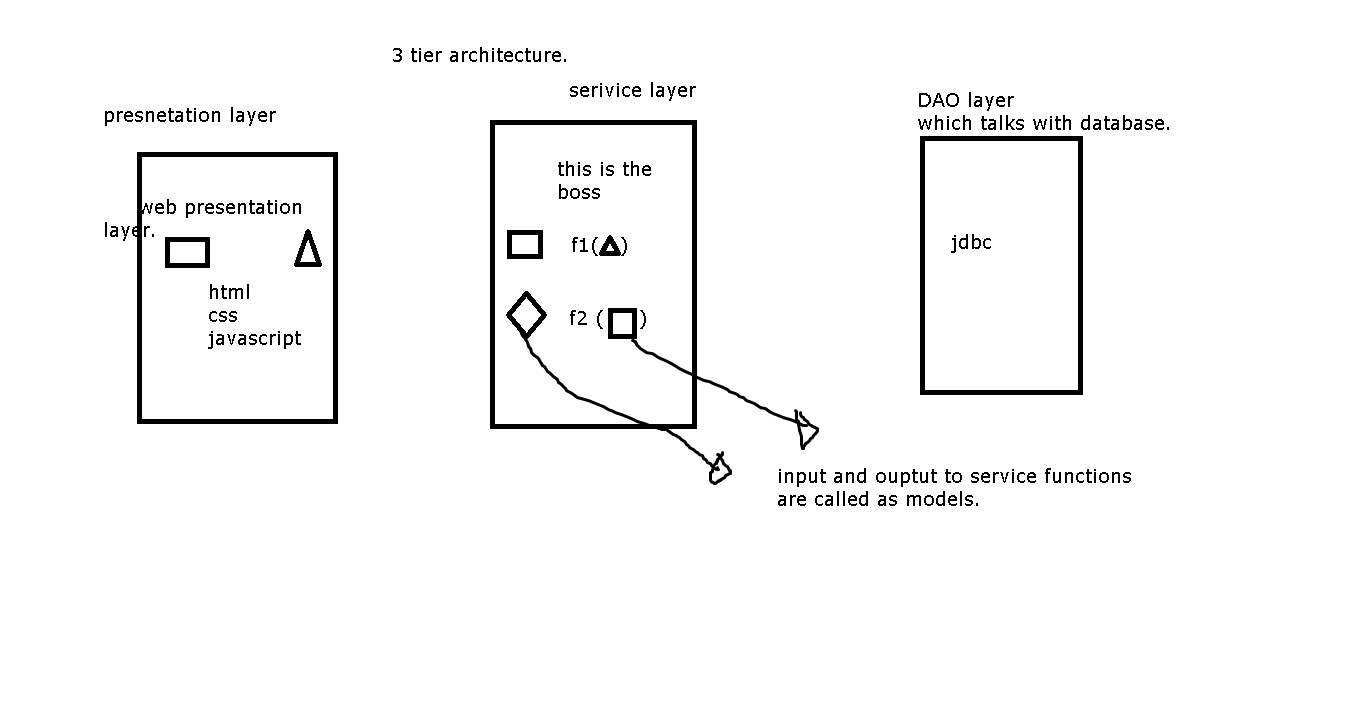 3 tier architecture.
serivice layer
presnetation layer
DAO layer
which talks with database.
web presentation
layer.
html
css
javascript
this is the
boss
f1( )
f2 ( )
jdbc
input and ouptut to service functions
are called as models.